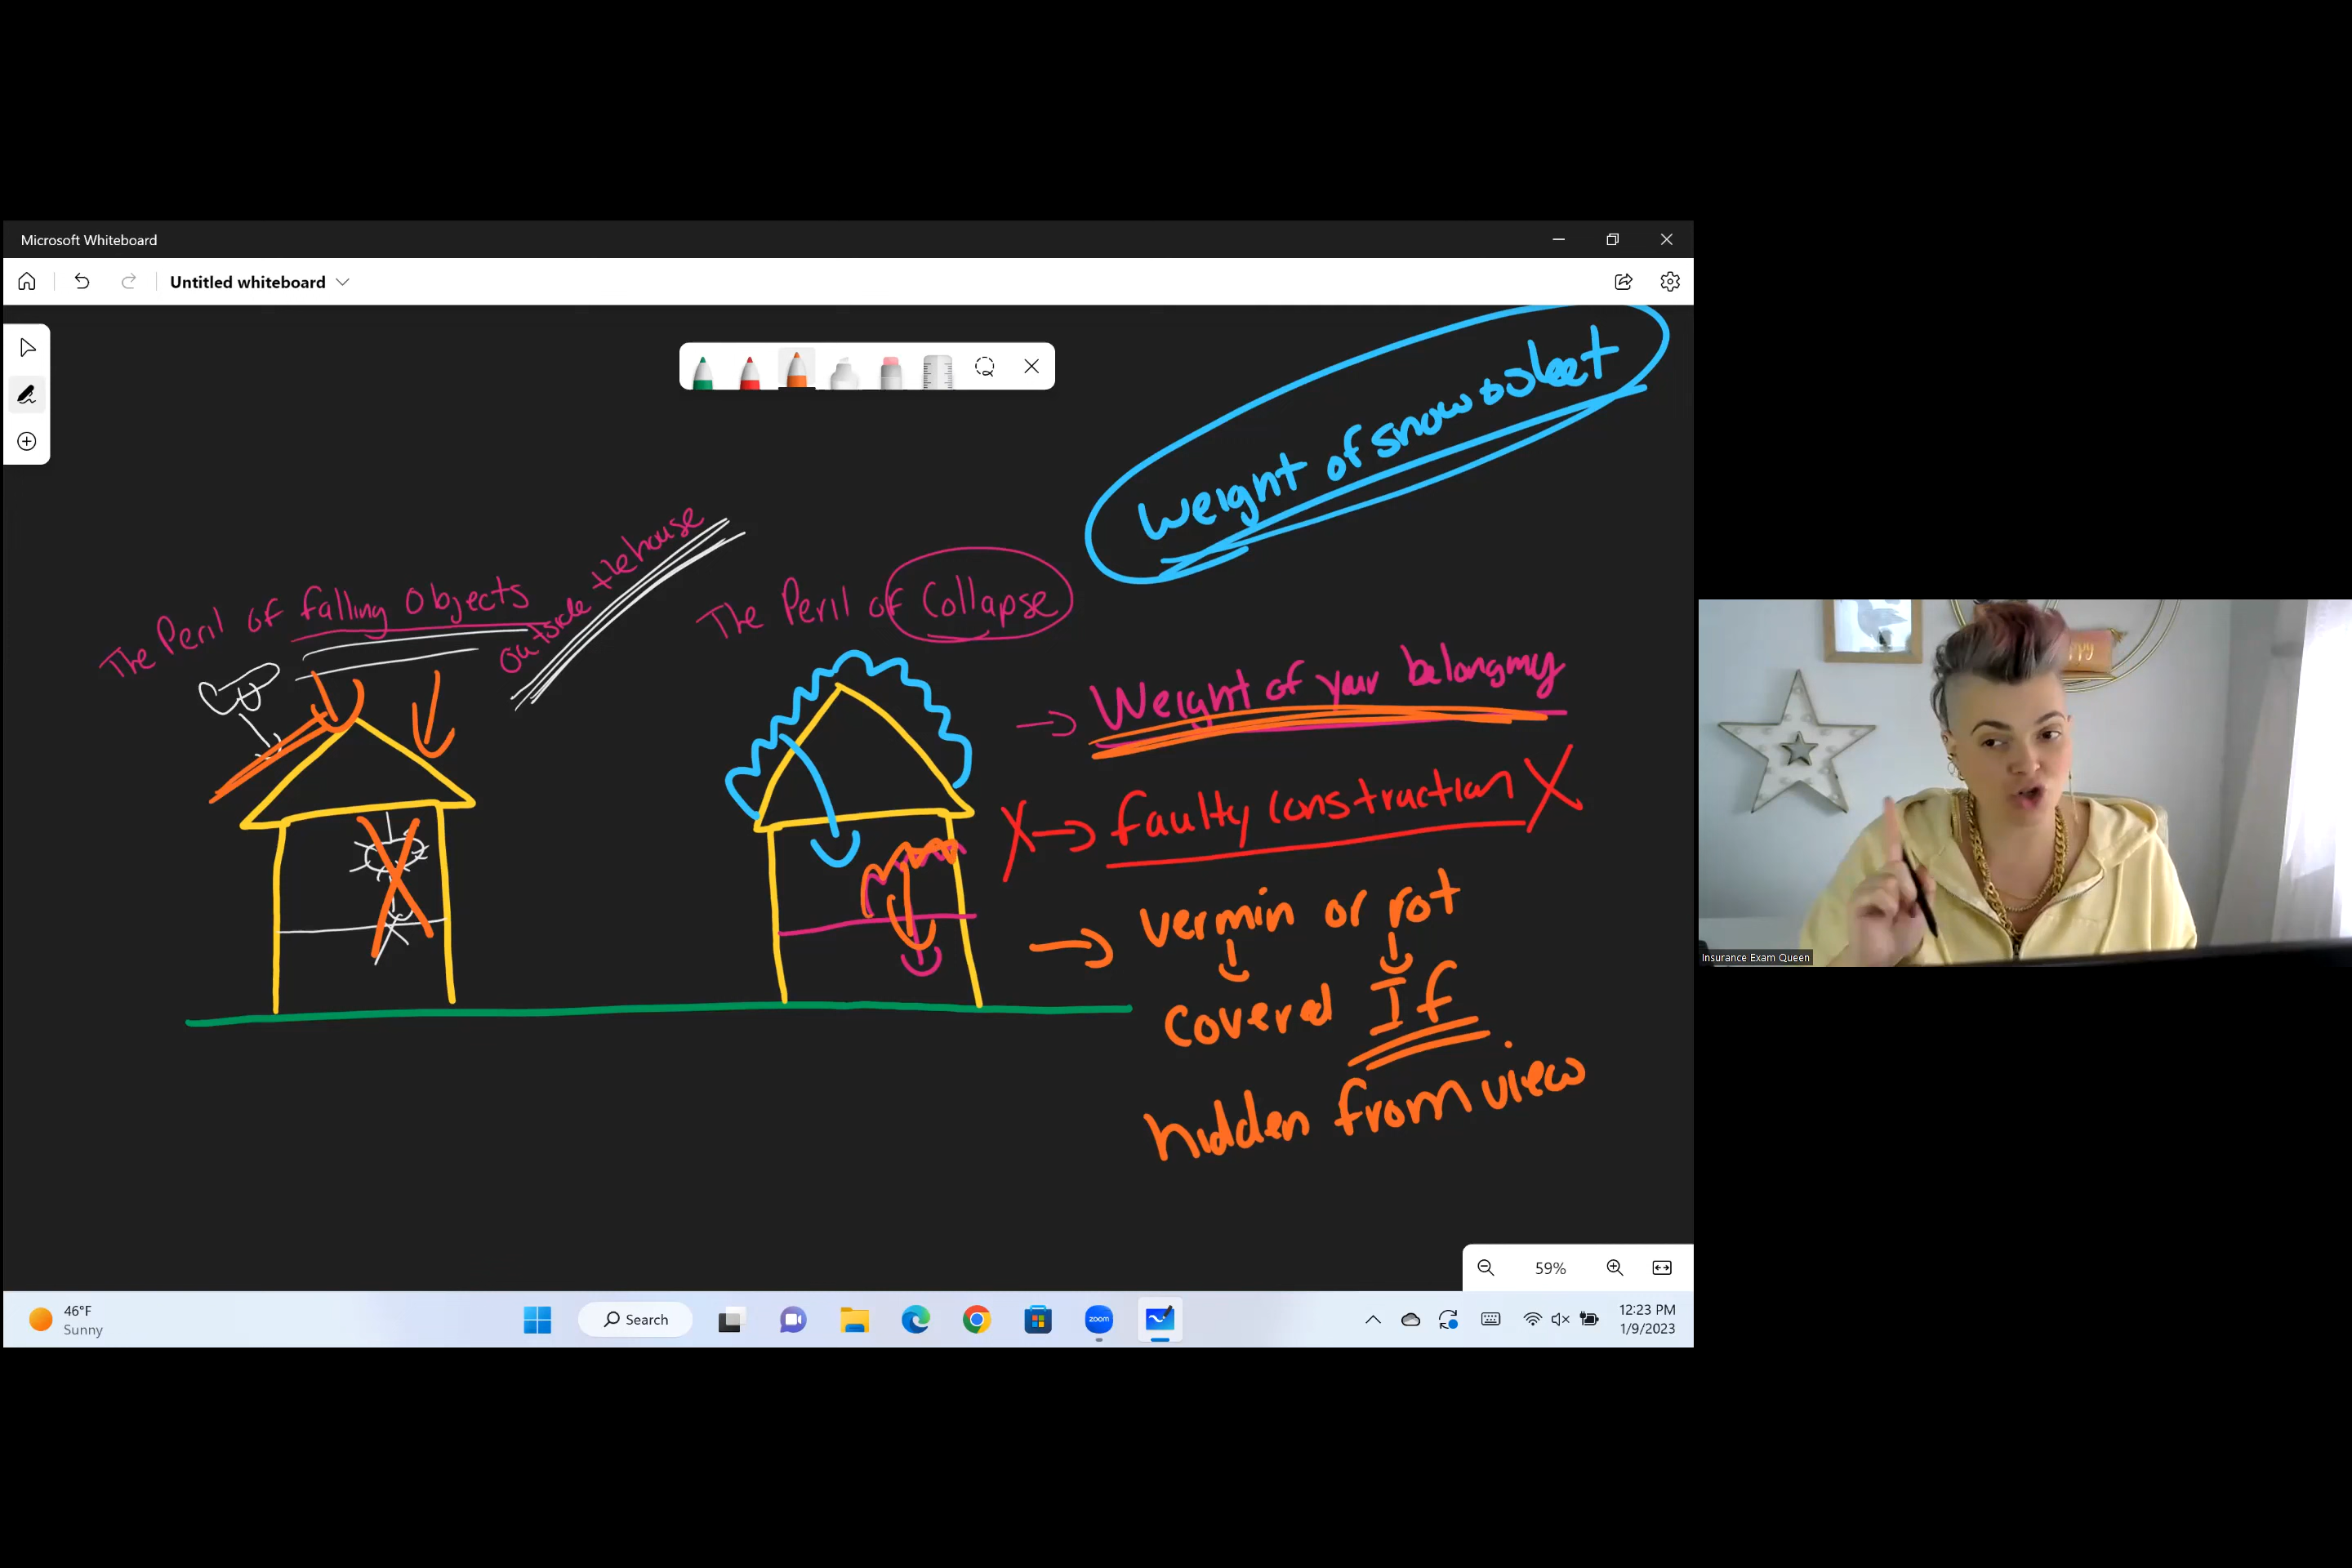 Microsoft Whiteboard
Untitled whiteboard
Weight of snow & sleet
The Peril of falling Objects
Outside the house
The Peril of Collapse
Weight of your belonging
X faulty construction X
vermin or rot
covered If
hidden from view
Insurance Exam Queen
59%
46°F
Sunny
Search
zoom
12:23 PM
1/9/2023